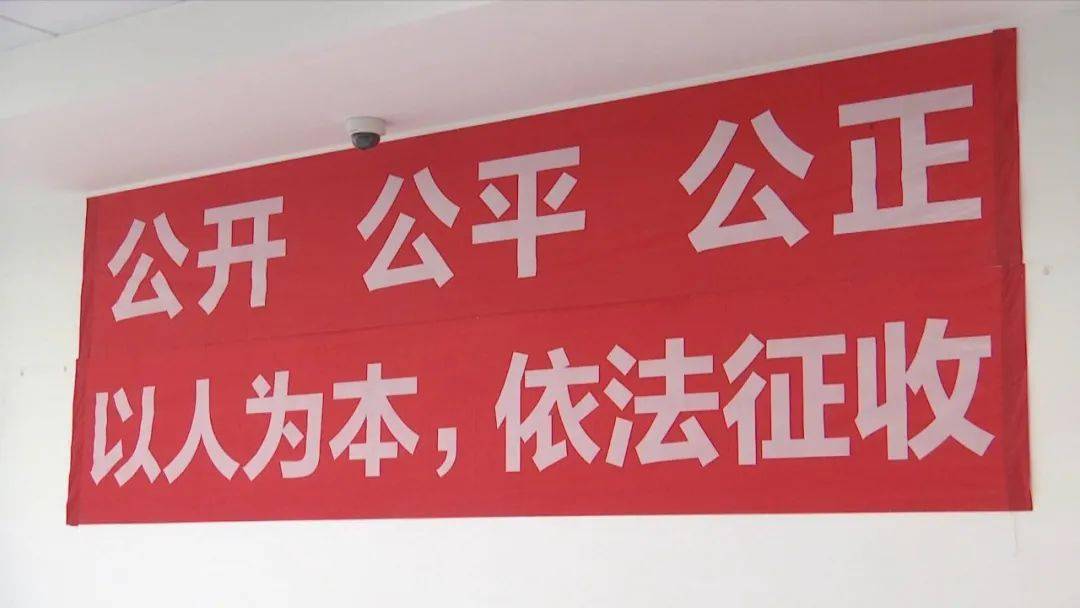 公开 公平 公正
以人为本，依法征收